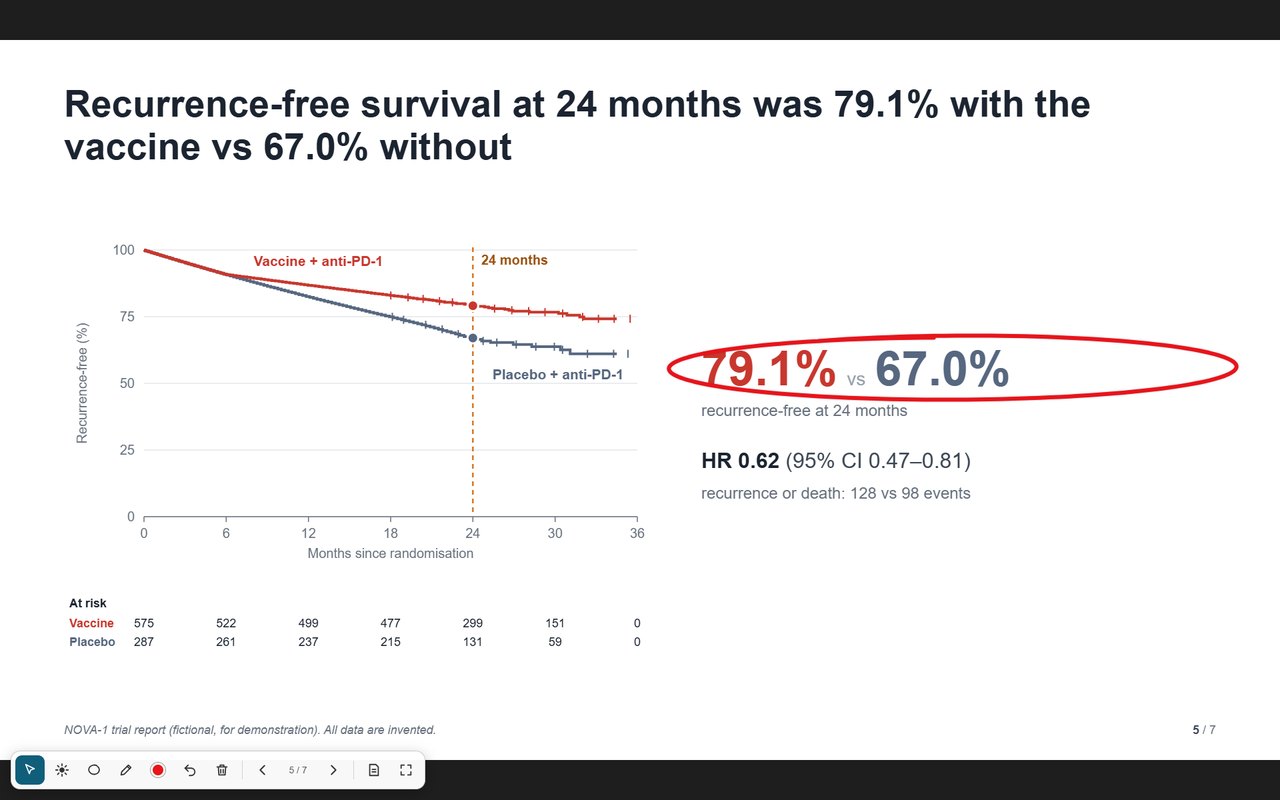 Recurrence-free survival at 24 months was 79.1% with the
vaccine vs 67.0% without
Recurrence-free (%)
100
75
50
25
0
Vaccine + anti-PD-1
24 months
Placebo + anti-PD-1
0 6 12 18 24 30 36
Months since randomisation
At risk
Vaccine 575 522 499 477 299 151 0
Placebo 287 261 237 215 131 59 0
79.1% vs 67.0%
recurrence-free at 24 months
HR 0.62 (95% CI 0.47–0.81)
recurrence or death: 128 vs 98 events
NOVA-1 trial report (fictional, for demonstration). All data are invented.
5 / 7
5 / 7